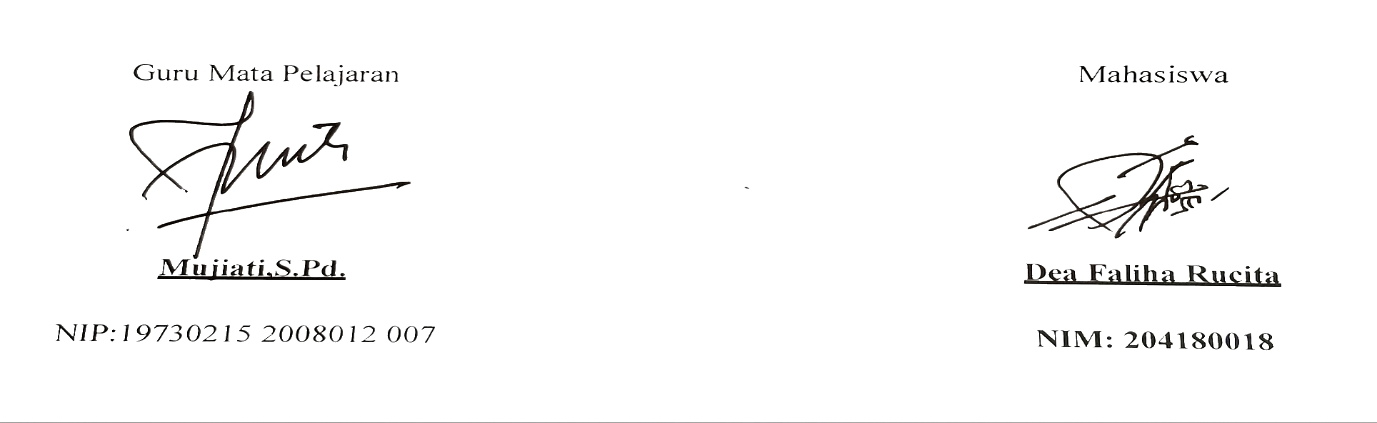 Guru Mata Pelajaran
Mujiati,S.Pd.
NIP:19730215 2008012 007
Mahasiswa
Dea Faliha Rucita
NIM: 204180018